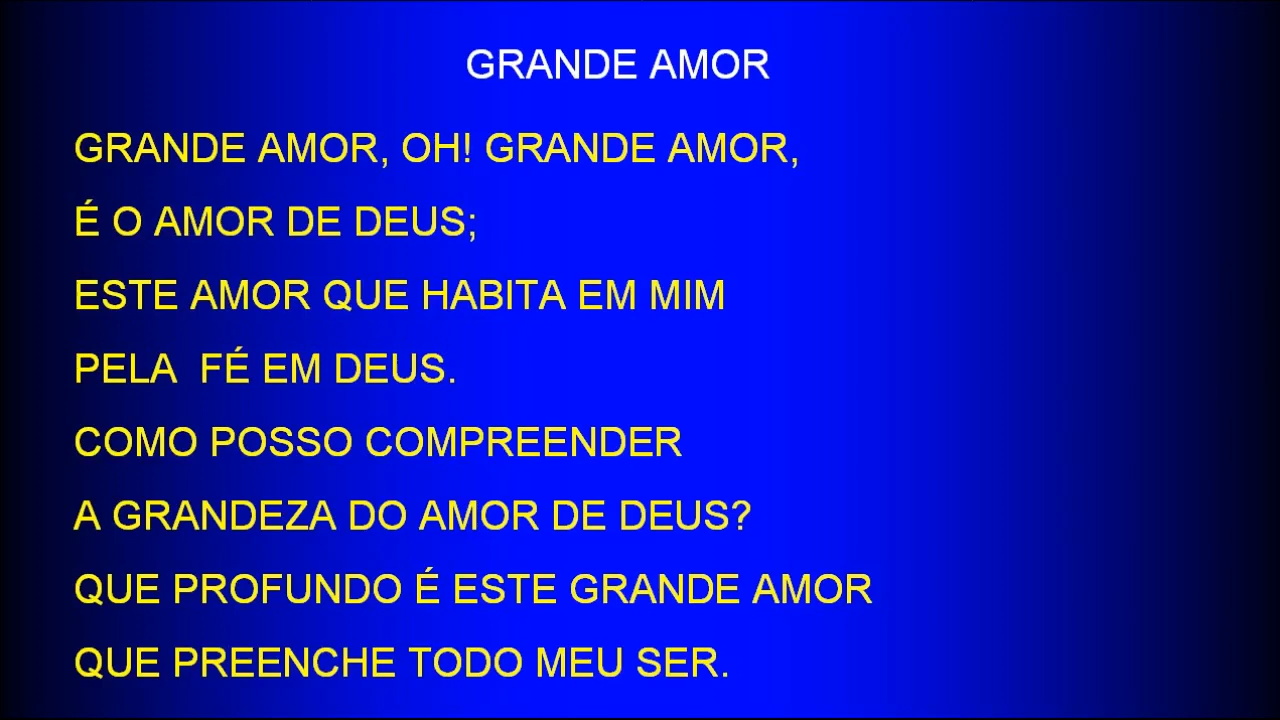 GRANDE AMOR
GRANDE AMOR, OH! GRANDE AMOR,
É O AMOR DE DEUS;
ESTE AMOR QUE HABITA EM MIM
PELA  FÉ EM DEUS.
COMO POSSO COMPREENDER
A GRANDEZA DO AMOR DE DEUS?
QUE PROFUNDO É ESTE GRANDE AMOR
QUE PREENCHE TODO MEU SER.